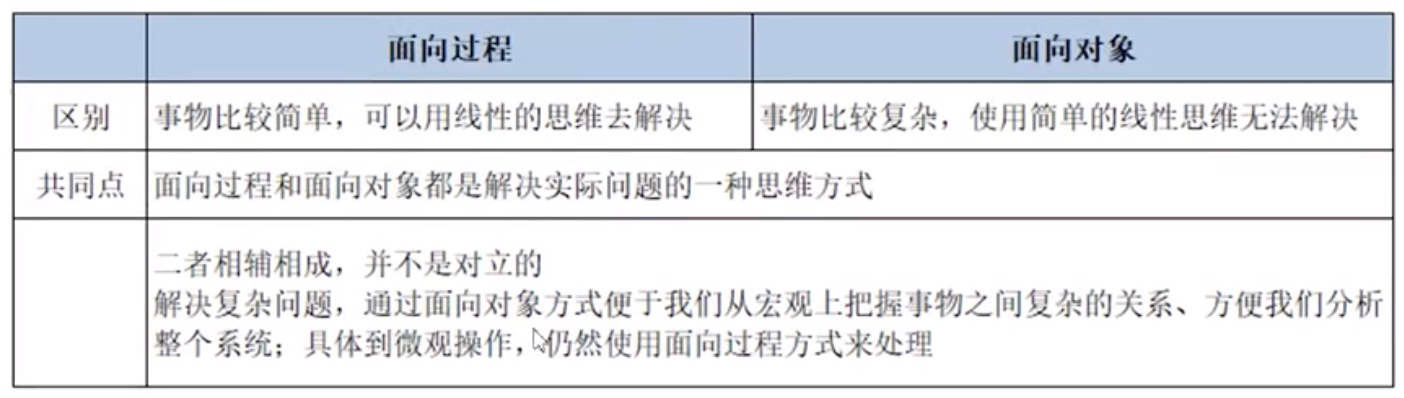 面向过程 面向对象
区别 事物比较简单，可以用线性的思维去解决 事物比较复杂，使用简单的线性思维无法解决
共同点 面向过程和面向对象都是解决实际问题的一种思维方式
二者相辅相成，并不是对立的
解决复杂问题，通过面向对象方式便于我们从宏观上把握事物之间复杂的关系、方便我们分析
整个系统；具体到微观操作，仍然使用面向过程方式来处理